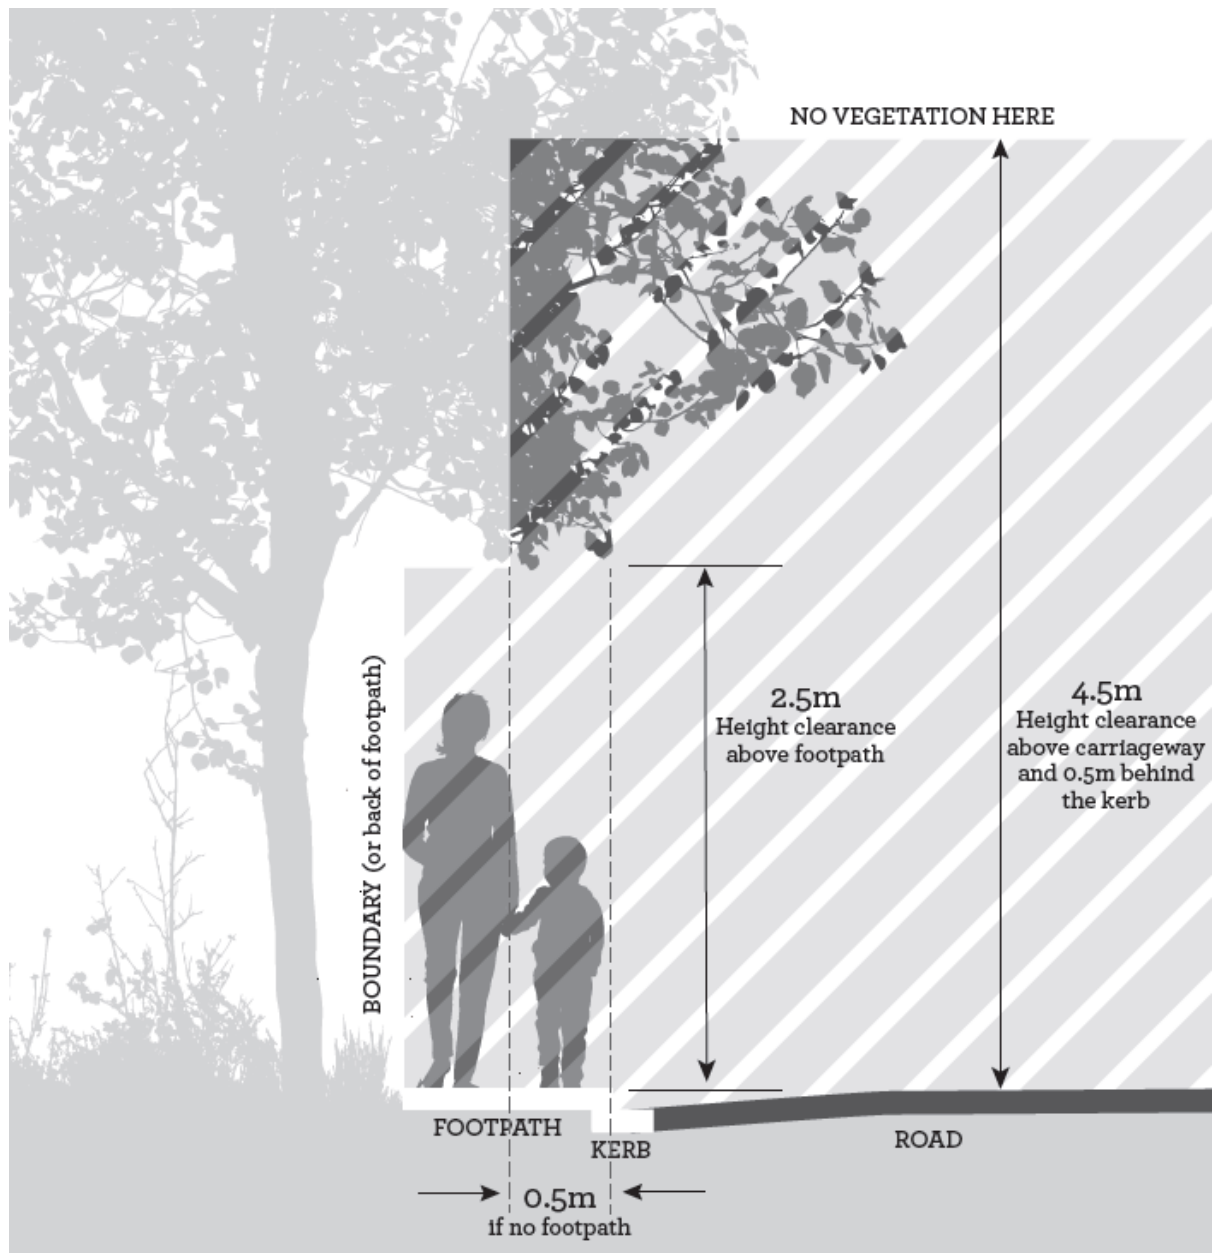 NO VEGETATION HERE
BOUNDARY (or back of footpath)
2.5m
Height clearance
above footpath
4.5m
Height clearance
above carriageway
and 0.5m behind
the kerb
FOOTPATH
KERB
ROAD
0.5m
if no footpath